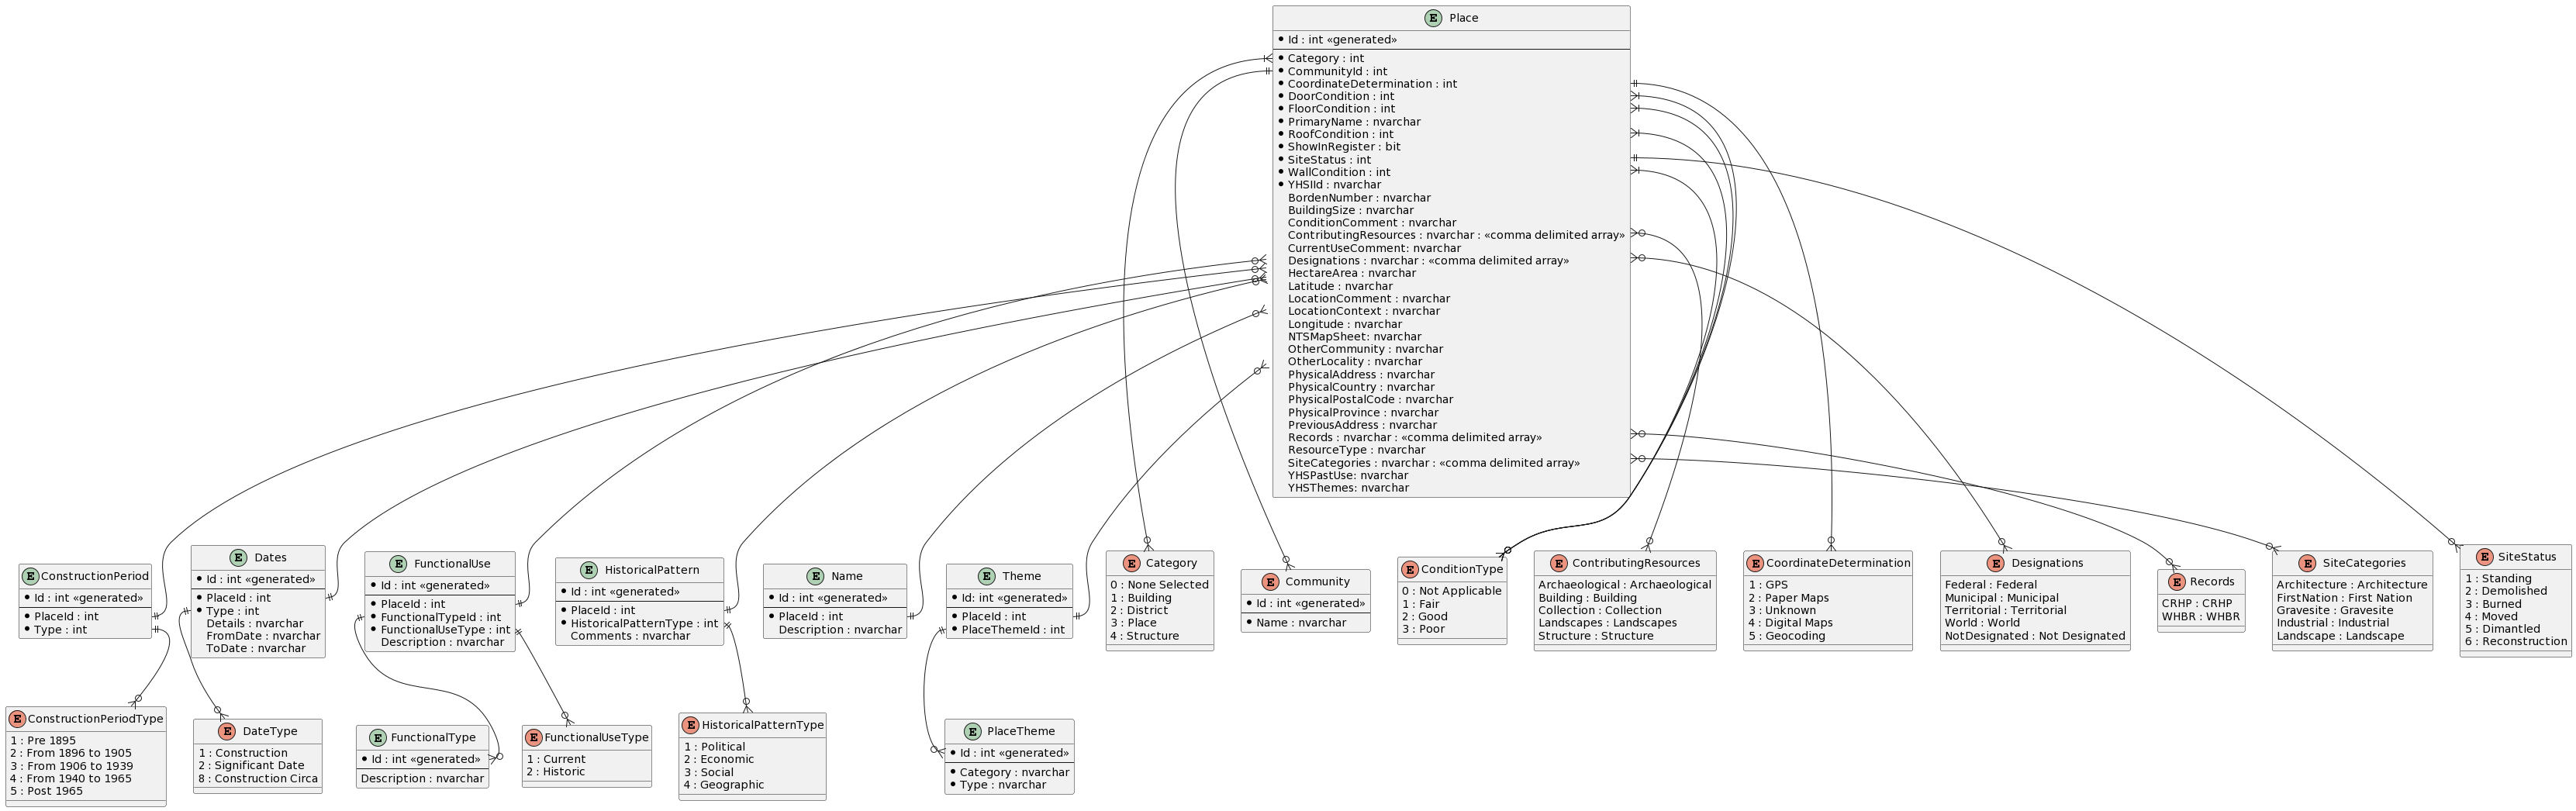 E Place
Id : int «generated»
Category : int
CommunityId : int
CoordinateDetermination : int
DoorCondition : int
FloorCondition : int
PrimaryName : nvarchar
RoofCondition : int
ShowInRegister : bit
SiteStatus : int
WallCondition : int
YHSIId : nvarchar
BordenNumber : nvarchar
BuildingSize : nvarchar
ConditionComment : nvarchar
ContributingResources : nvarchar : «comma delimited array»
CurrentUseComment: nvarchar
Designations : nvarchar : «comma delimited array»
HectareArea : nvarchar
Latitude : nvarchar
LocationComment : nvarchar
LocationContext : nvarchar
Longitude : nvarchar
NTSMapSheet: nvarchar
OtherCommunity : nvarchar
OtherLocality : nvarchar
PhysicalAddress : nvarchar
PhysicalCountry : nvarchar
PhysicalPostalCode : nvarchar
PhysicalProvince : nvarchar
PreviousAddress : nvarchar
Records : nvarchar : «comma delimited array»
ResourceType : nvarchar
SiteCategories : nvarchar : «comma delimited array»
YHSPastUse: nvarchar
YHSThemes: nvarchar
E ConstructionPeriod
Id : int «generated»
PlaceId : int
Type : int
E Dates
Id : int «generated»
PlaceId : int
Type : int
Details : nvarchar
FromDate : nvarchar
ToDate : nvarchar
E FunctionalUse
Id : int «generated»
PlaceId : int
FunctionalTypeId : int
FunctionalUseType : int
Description : nvarchar
E HistoricalPattern
Id : int «generated»
PlaceId : int
HistoricalPatternType : int
Comments : nvarchar
E Name
Id : int «generated»
PlaceId : int
Description : nvarchar
E Theme
Id : int «generated»
PlaceId : int
PlaceThemeId : int
E Category
0 : None Selected
1 : Building
2 : District
3 : Place
4 : Structure
E Community
Id : int «generated»
Name : nvarchar
E ConditionType
0 : Not Applicable
1 : Fair
2 : Good
3 : Poor
E ContributingResources
Archaeological : Archaeological
Building : Building
Collection : Collection
Landscapes : Landscapes
Structure : Structure
E CoordinateDetermination
1 : GPS
2 : Paper Maps
3 : Unknown
4 : Digital Maps
5 : Geocoding
E Designations
Federal : Federal
Municipal : Municipal
Territorial : Territorial
World : World
NotDesignated : Not Designated
E Records
CRHP : CRHP
WHBR : WHBR
E SiteCategories
Architecture : Architecture
FirstNation : First Nation
Gravesite : Gravesite
Industrial : Industrial
Landscape : Landscape
E SiteStatus
1 : Standing
2 : Demolished
3 : Burned
4 : Moved
5 : Dimantled
6 : Reconstruction
E ConstructionPeriodType
1 : Pre 1895
2 : From 1896 to 1905
3 : From 1906 to 1939
4 : From 1940 to 1965
5 : Post 1965
E DateType
1 : Construction
2 : Significant Date
8 : Construction Circa
E FunctionalType
Id : int «generated»
Description : nvarchar
E FunctionalUseType
1 : Current
2 : Historic
E HistoricalPatternType
1 : Political
2 : Economic
3 : Social
4 : Geographic
E PlaceTheme
Id : int «generated»
Category : nvarchar
Type : nvarchar